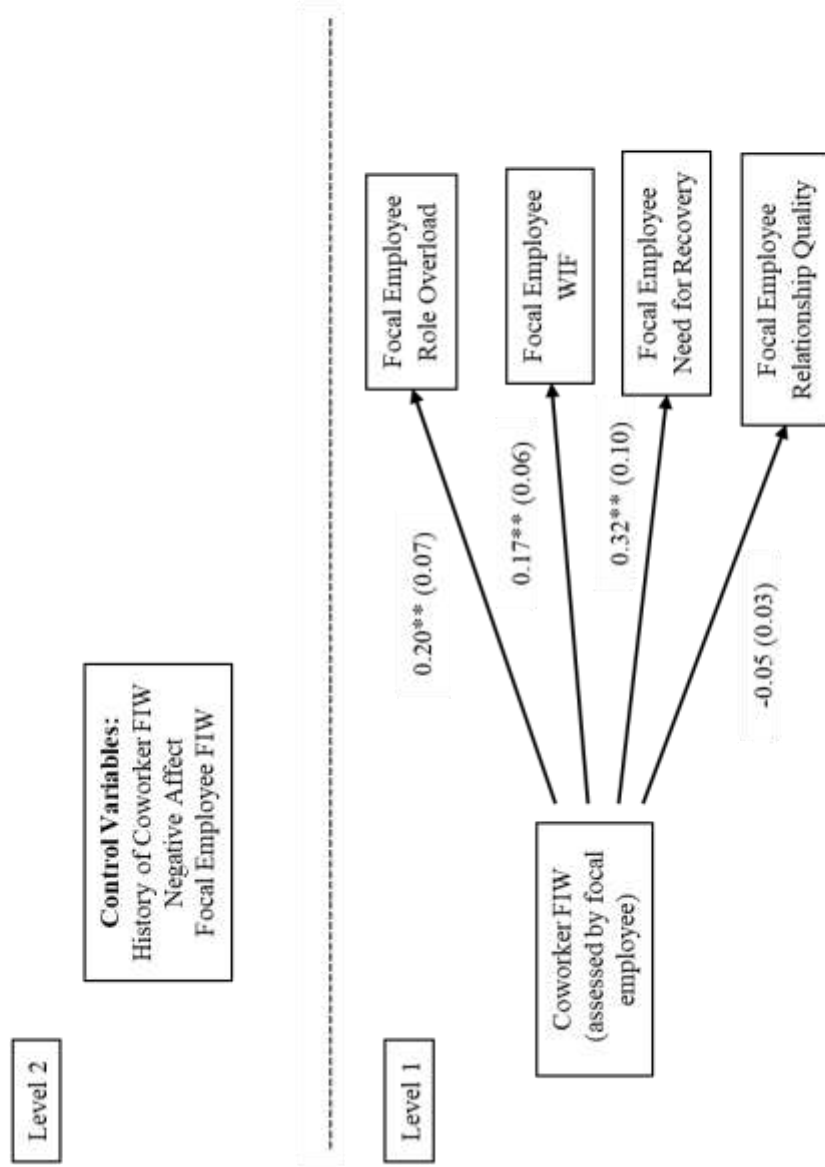 Level 2
Control Variables:
History of Coworker FIW
Negative Affect
Focal Employee FIW
Level 1
Coworker FIW
(assessed by focal
employee)
0.20** (0.07)
0.17** (0.06)
0.32** (0.10)
-0.05 (0.03)
Focal Employee
Role Overload
Focal Employee
WIF
Focal Employee
Need for Recovery
Focal Employee
Relationship Quality